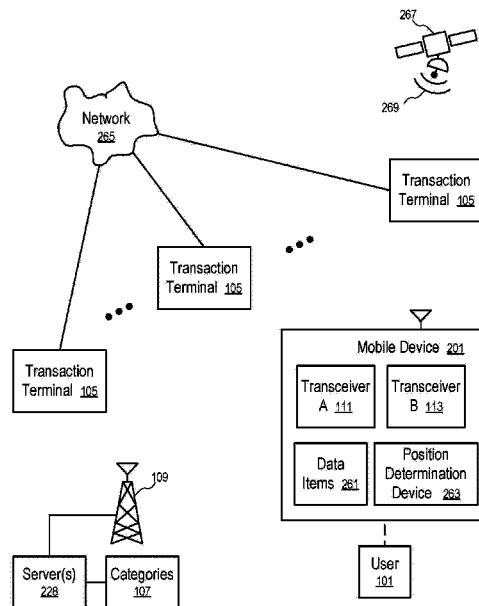 267
269
Network
265
Transaction
Terminal 105
Transaction
Terminal 105
Transaction
Terminal 105
Mobile Device 201
Transceiver
A 111
Transceiver
B 113
Data
Items 261
Position
Determination
Device 263
109
Server(s)
228
Categories
107
User
101